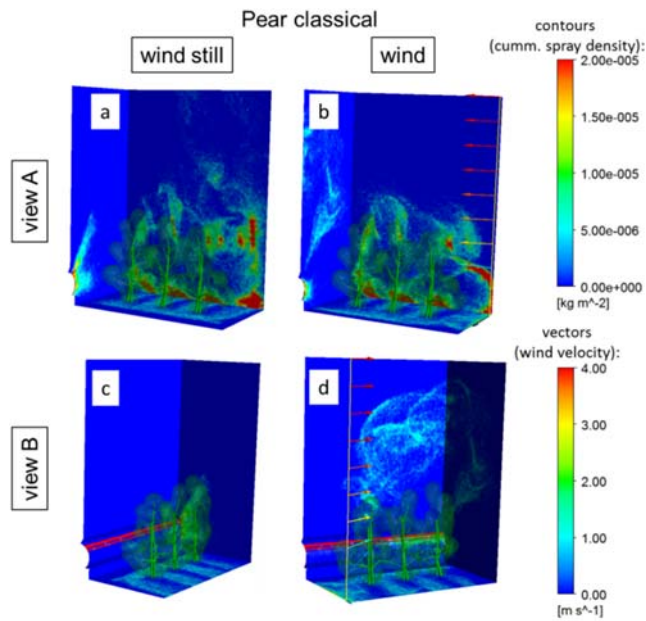 Pear classical
wind still
wind
contours
(cumm. spray density):
a
b
2.00e-005
1.50e-005
1.00e-005
5.00e-006
0.00e+000
[kg m^-2]
view A
vectors
(wind velocity):
c
d
4.00
3.00
2.00
1.00
0.00
[m s^-1]
view B